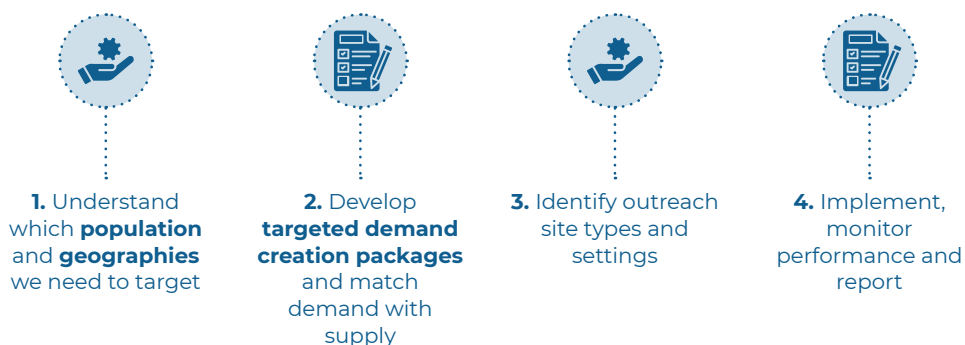 1. Understand
which population
and geographies
we need to target
2. Develop
targeted demand
creation packages
and match
demand with
supply
3. Identify outreach
site types and
settings
4. Implement,
monitor
performance and
report